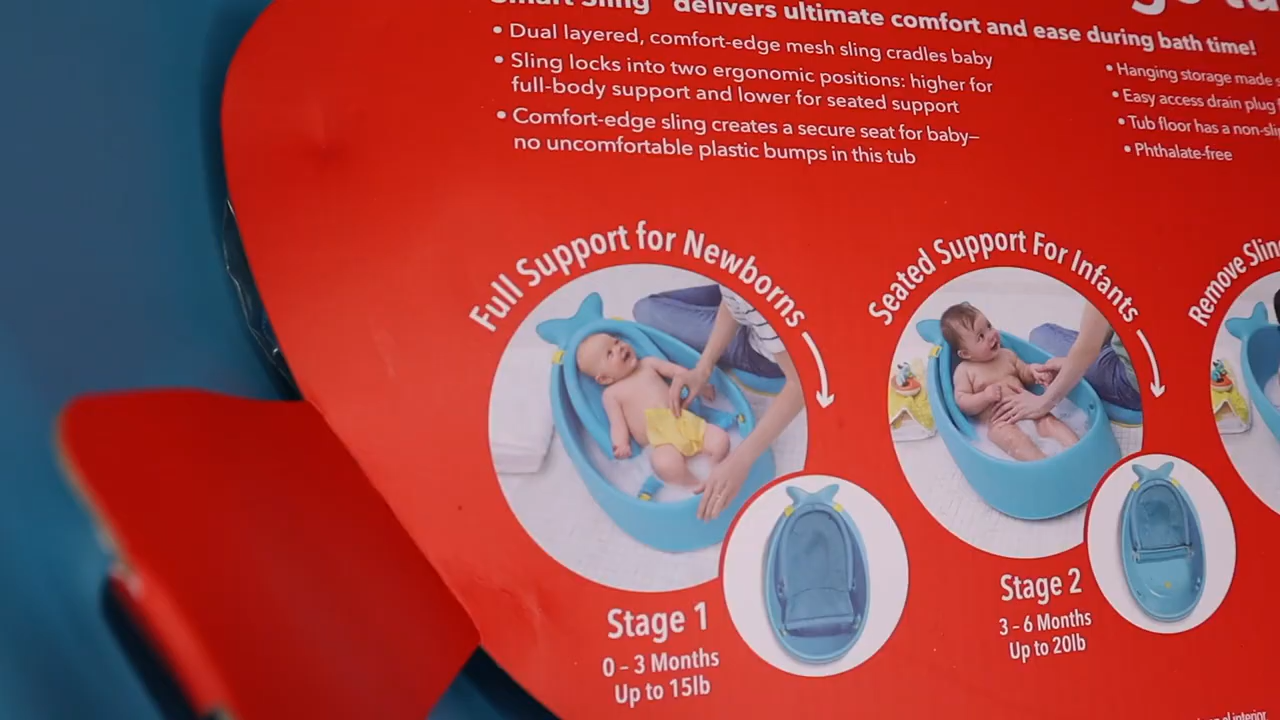 Smart Sling™ delivers ultimate comfort and ease during bath time!
• Dual layered, comfort-edge mesh sling cradles baby
• Sling locks into two ergonomic positions: higher for
full-body support and lower for seated support
• Comfort-edge sling creates a secure seat for baby–
no uncomfortable plastic bumps in this tub
• Hanging storage made
• Easy access drain plug
• Tub floor has a non-sli
• Phthalate-free
Full Support for Newborns
Seated Support For Infants
Remove Slin
Stage 1
0 – 3 Months
Up to 15lb
Stage 2
3 – 6 Months
Up to 20lb
el interior